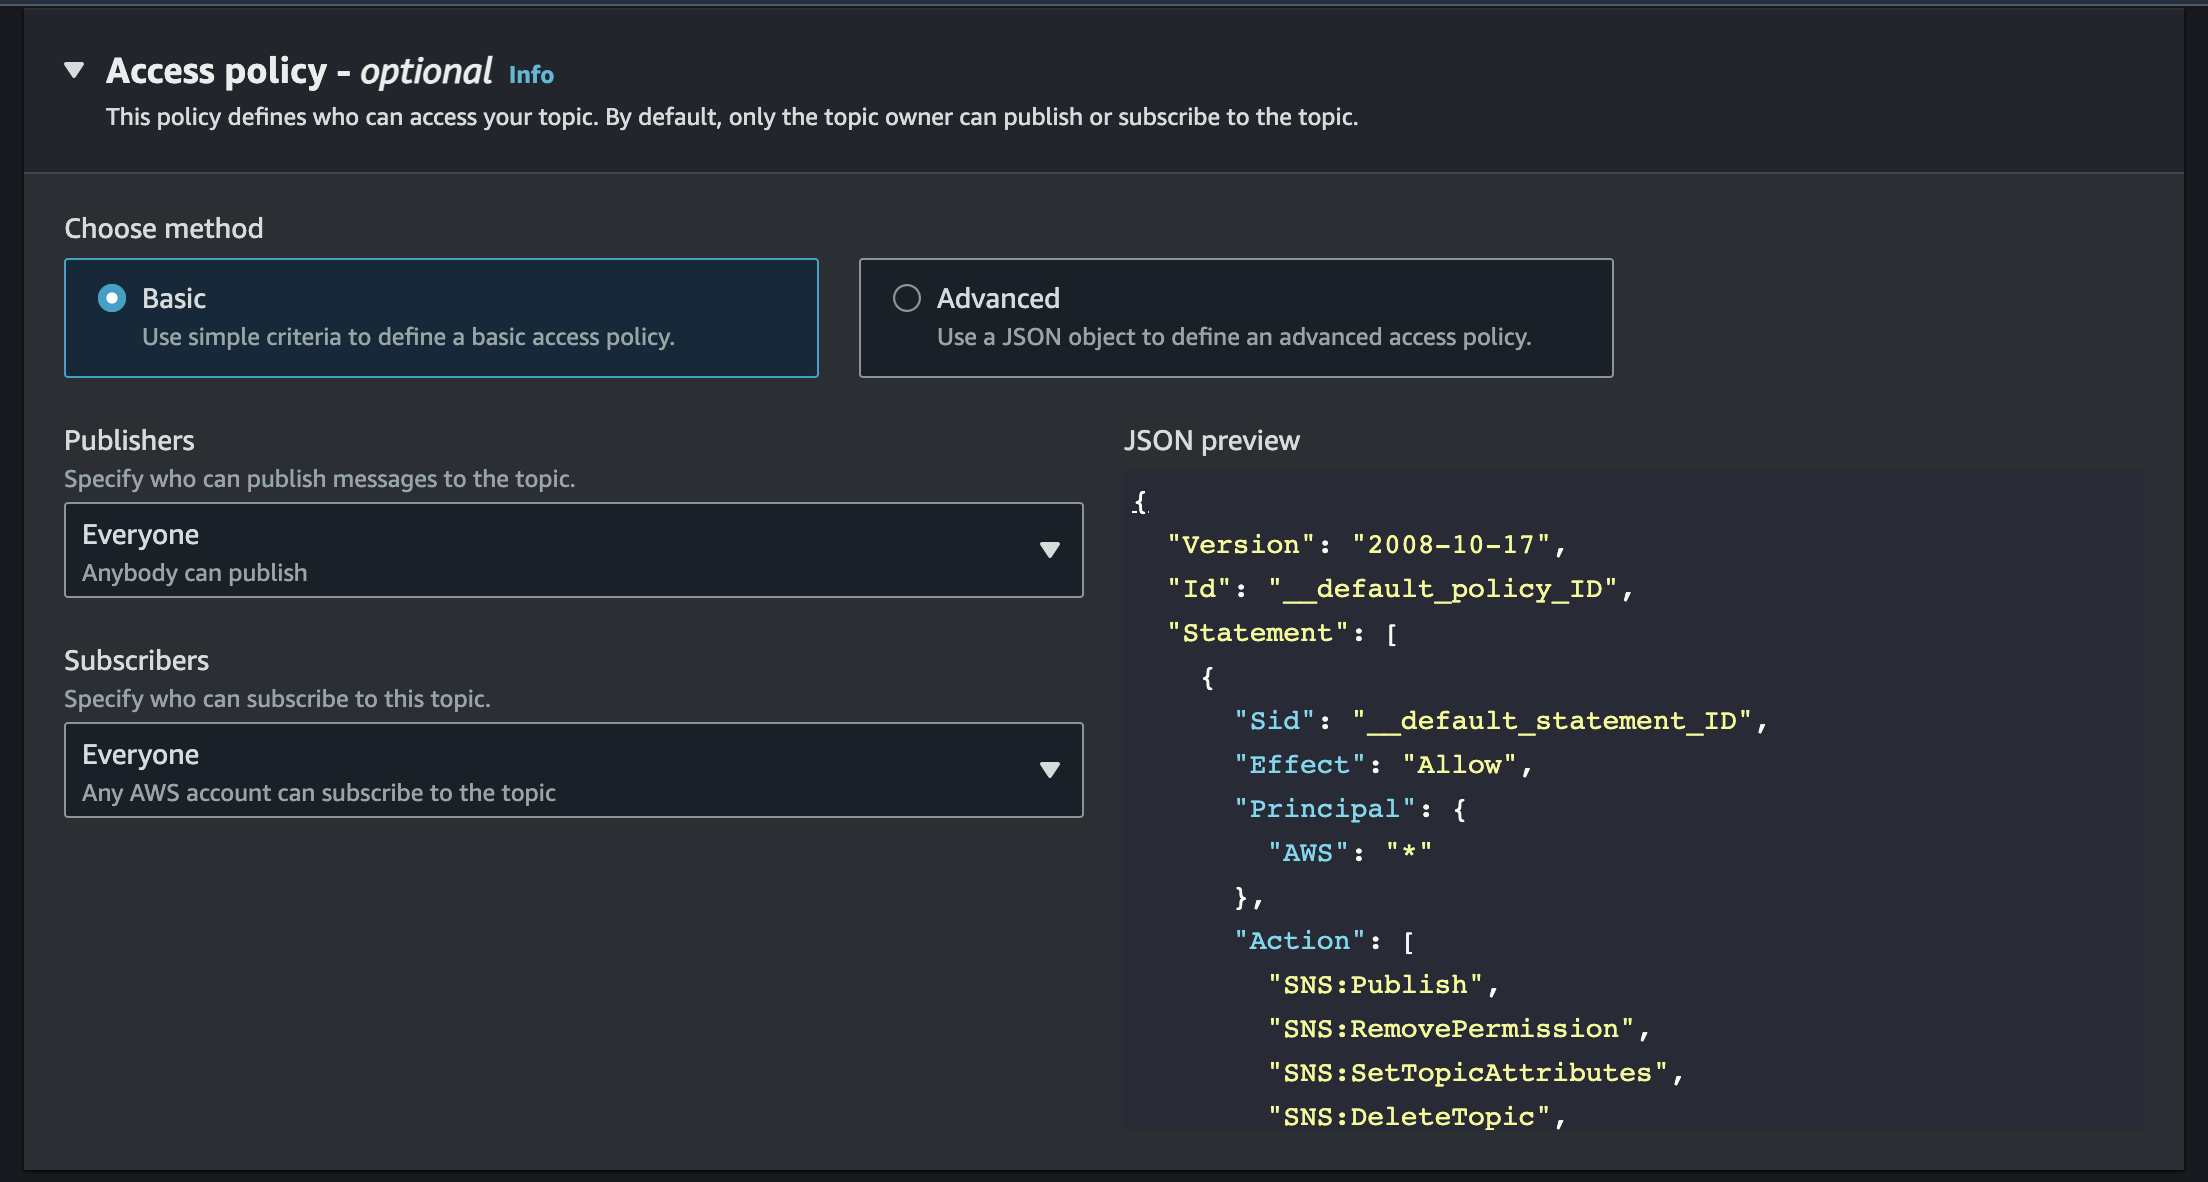 Access policy - optional Info
This policy defines who can access your topic. By default, only the topic owner can publish or subscribe to the topic.
Choose method
Basic
Use simple criteria to define a basic access policy.
Advanced
Use a JSON object to define an advanced access policy.
Publishers
Specify who can publish messages to the topic.
Everyone
Anybody can publish
Subscribers
Specify who can subscribe to this topic.
Everyone
Any AWS account can subscribe to the topic
JSON preview
{
  "Version": "2008-10-17",
  "Id": "__default_policy_ID",
  "Statement": [
    {
      "Sid": "__default_statement_ID",
      "Effect": "Allow",
      "Principal": {
        "AWS": "*"
      },
      "Action": [
        "SNS:Publish",
        "SNS:RemovePermission",
        "SNS:SetTopicAttributes",
        "SNS:DeleteTopic",